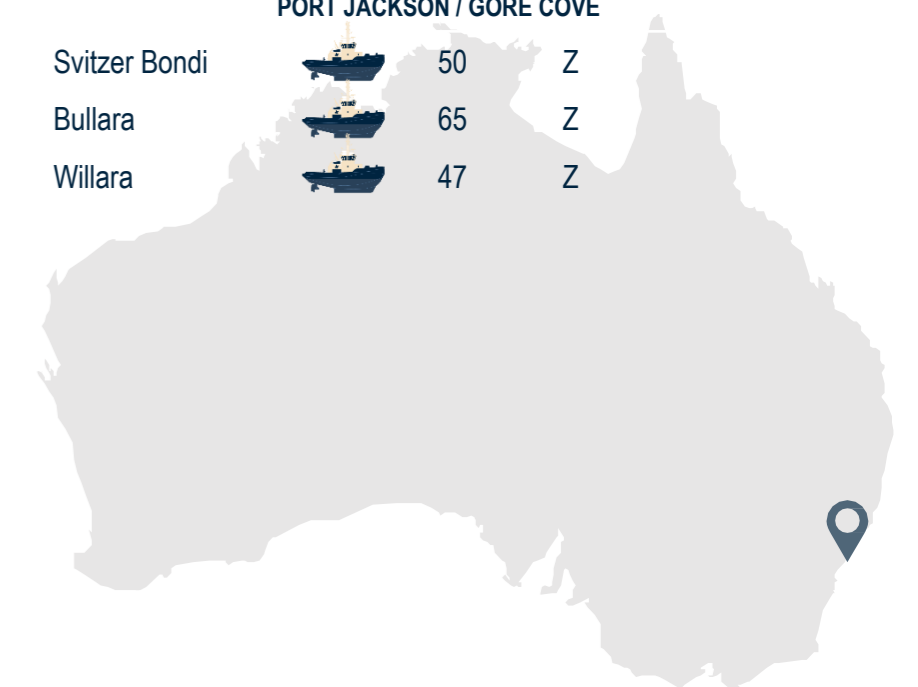 PORT JACKSON / GORE COVE
Svitzer Bondi 50 Z
Bullara 65 Z
Willara 47 Z